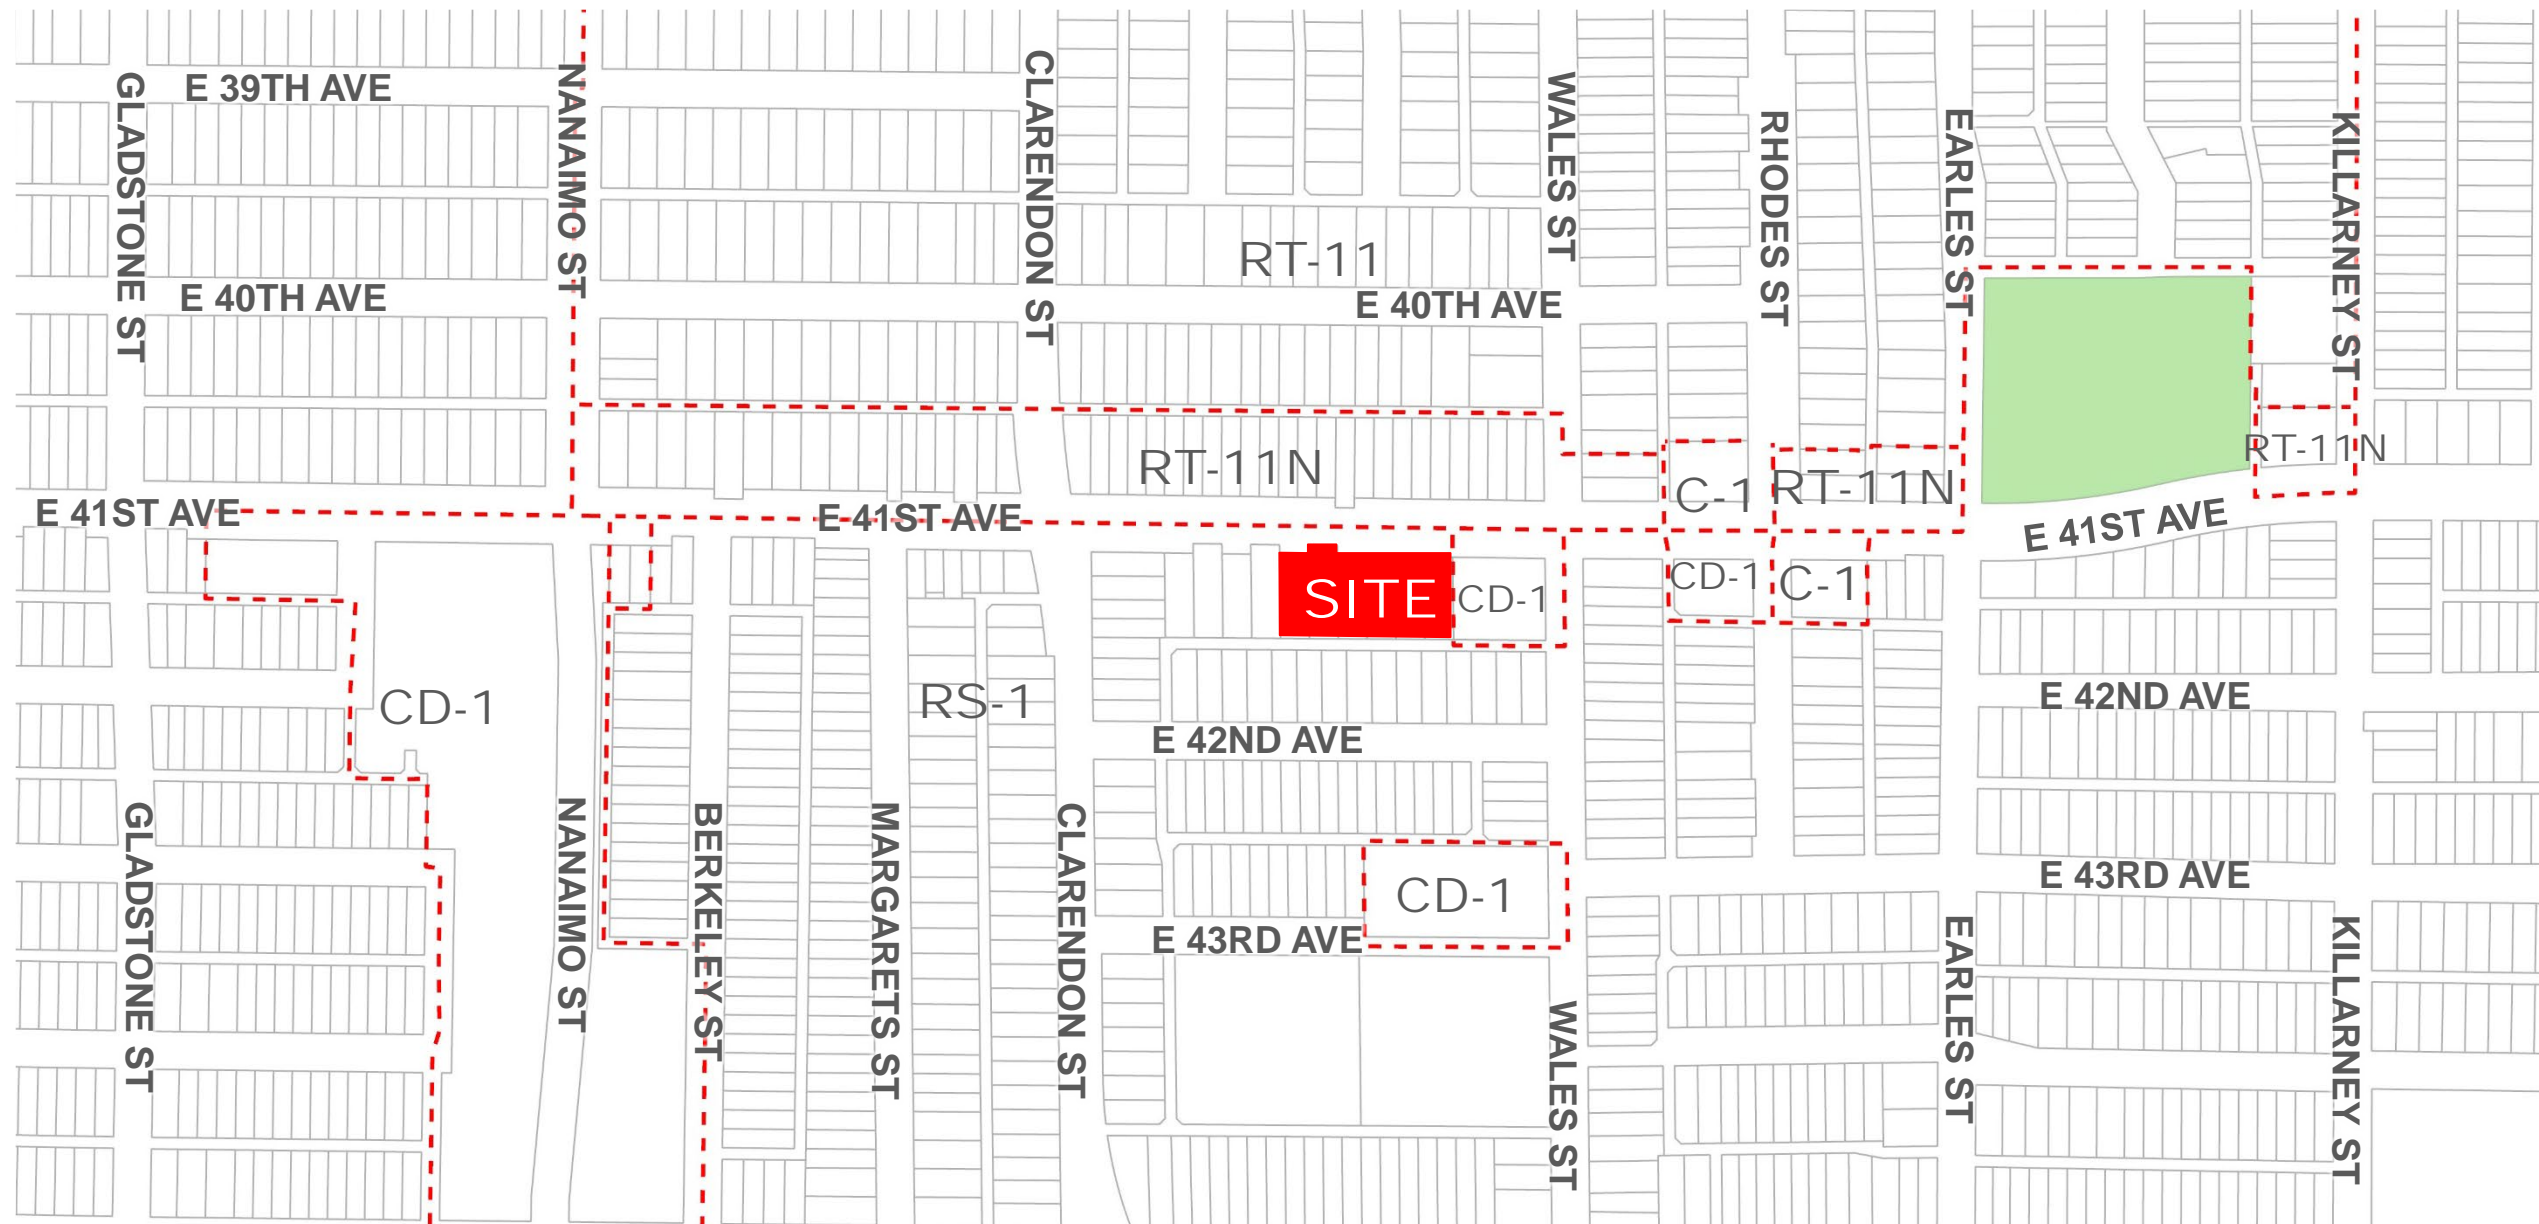 E 39TH AVE
GLADSTONE ST
NANAIMO ST
CLARENDON ST
WALES ST
RHODES ST
EARLES ST
KILLARNEY ST
RT-11
E 40TH AVE
E 40TH AVE
RT-11N
C-1
RT-11N
RT-11N
E 41ST AVE
E 41ST AVE
E 41ST AVE
SITE
CD-1
CD-1
C-1
CD-1
RS-1
E 42ND AVE
E 42ND AVE
GLADSTONE ST
NANAIMO ST
BERKELEY ST
MARGARETS ST
CLARENDON ST
CD-1
E 43RD AVE
E 43RD AVE
WALES ST
EARLES ST
KILLARNEY ST